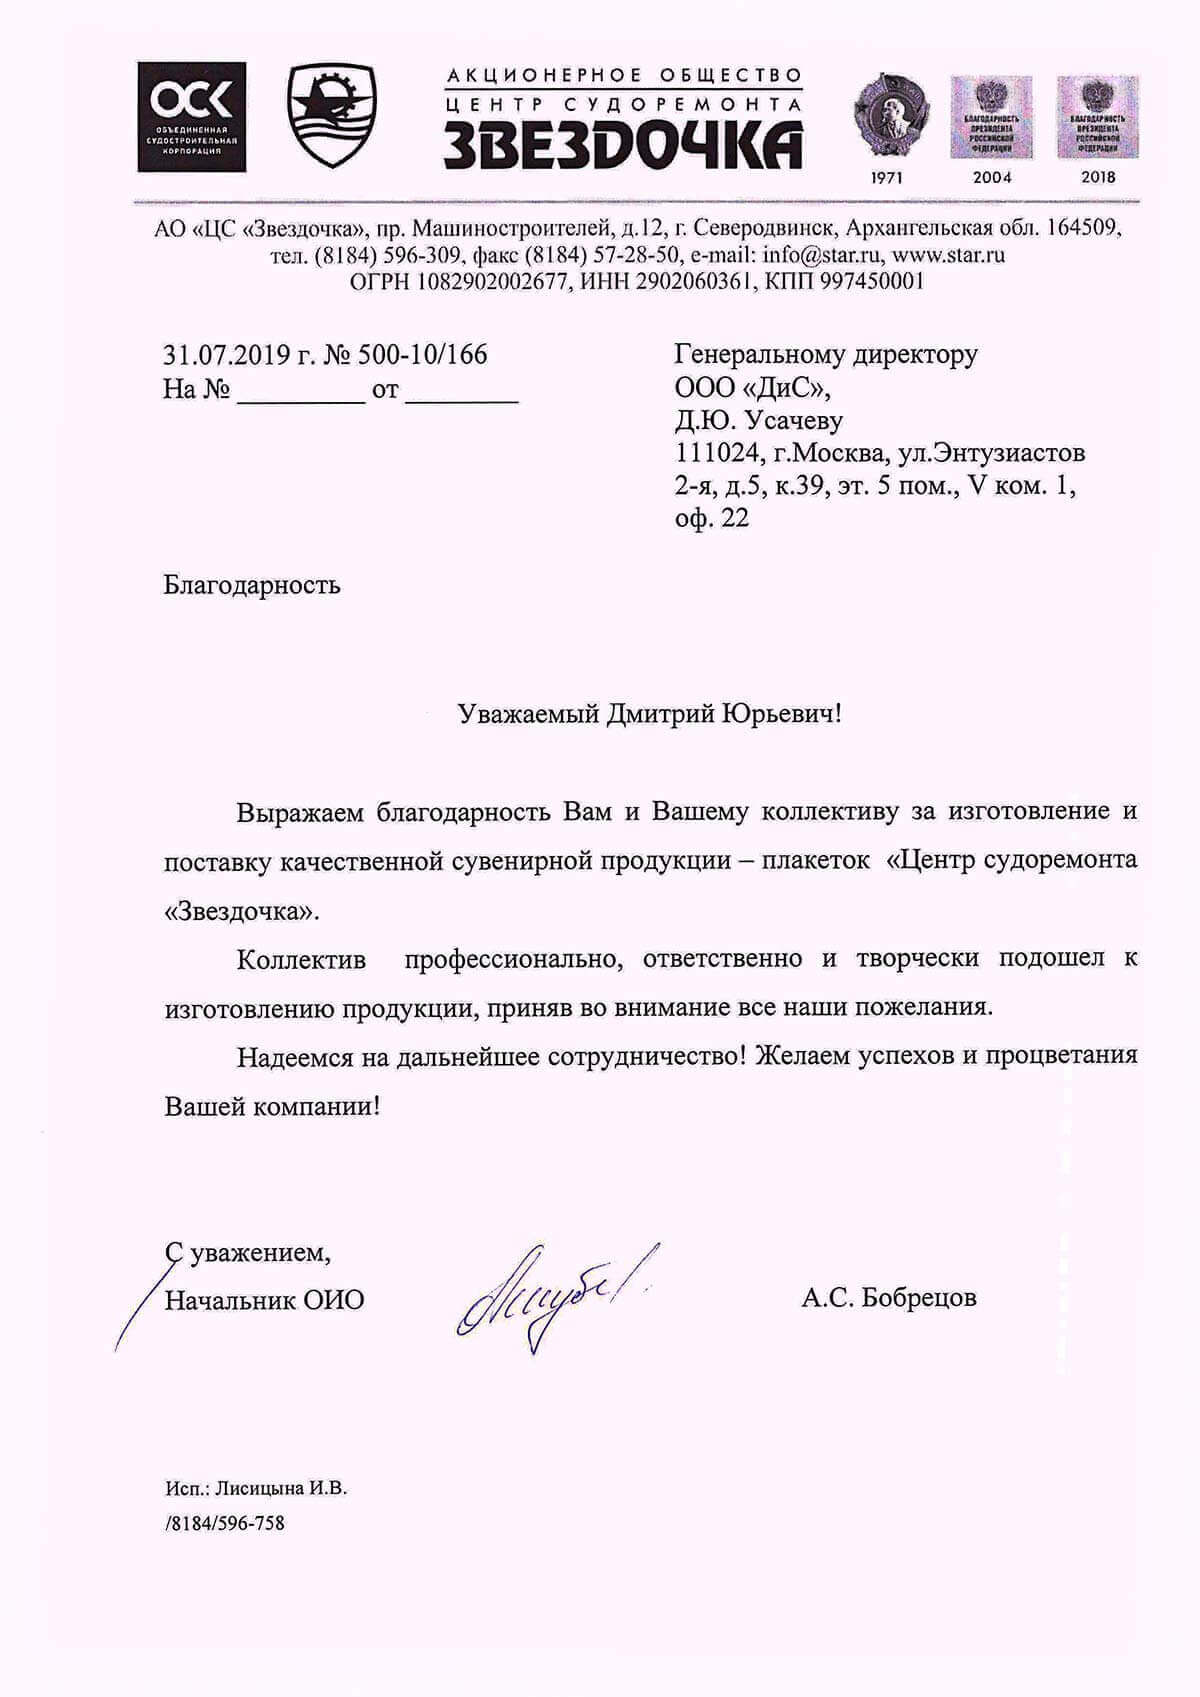 ОСК
ОБЪЕДИНЕННАЯ
СУДОСТРОИТЕЛЬНАЯ
КОРПОРАЦИЯ
АКЦИОНЕРНОЕ ОБЩЕСТВО
ЦЕНТР СУДОРЕМОНТА
ЗВЕЗДОЧКА
1971
БЛАГОДАРНОСТЬ
ПРЕЗИДЕНТА
РОССИЙСКОЙ
ФЕДЕРАЦИИ
2004
БЛАГОДАРНОСТЬ
ПРЕЗИДЕНТА
РОССИЙСКОЙ
ФЕДЕРАЦИИ
2018
АО «ЦС «Звездочка», пр. Машиностроителей, д.12, г. Северодвинск, Архангельская обл. 164509,
тел. (8184) 596-309, факс (8184) 57-28-50, e-mail: info@star.ru, www.star.ru
ОГРН 1082902002677, ИНН 2902060361, КПП 997450001
31.07.2019 г. № 500-10/166
На № _________ от ________
Генеральному директору
ООО «ДиС»,
Д.Ю. Усачеву
111024, г.Москва, ул.Энтузиастов
2-я, д.5, к.39, эт. 5 пом., V ком. 1,
оф. 22
Благодарность
Уважаемый Дмитрий Юрьевич!
Выражаем благодарность Вам и Вашему коллективу за изготовление и
поставку качественной сувенирной продукции – плакеток «Центр судоремонта
«Звездочка».
Коллектив профессионально, ответственно и творчески подошел к
изготовлению продукции, приняв во внимание все наши пожелания.
Надеемся на дальнейшее сотрудничество! Желаем успехов и процветания
Вашей компании!
С уважением,
Начальник ОИО
А.С. Бобрецов
Исп.: Лисицына И.В.
/8184/596-758